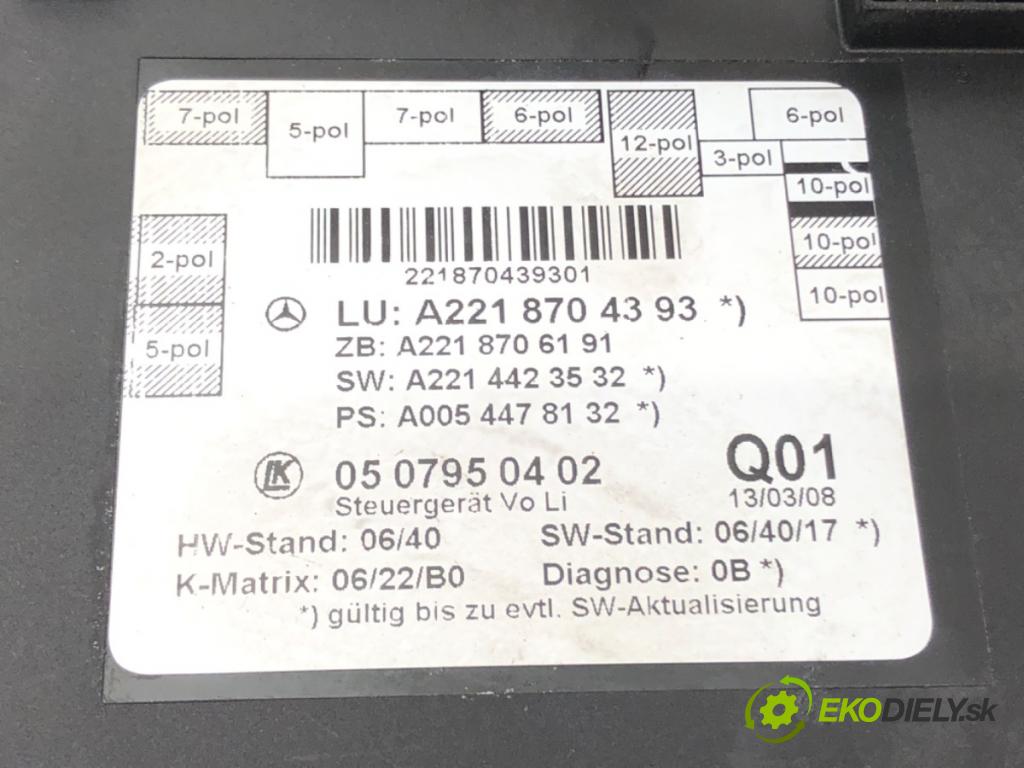 7-pol
5-pol
7-pol
6-pol
12-pol
3-pol
6-pol
10-pol
10-pol
10-pol
2-pol
5-pol
221870439301
LU: A221 870 43 93 *)
ZB: A221 870 61 91
SW: A221 442 35 32 *)
PS: A005 447 81 32 *)
LK 05 0795 04 02
Q01
Steuergerät Vo Li
13/03/08
HW-Stand: 06/40
SW-Stand: 06/40/17 *)
K-Matrix: 06/22/B0
Diagnose: 0B *)
*) gültig bis zu evtl. SW-Aktualisierung
EKODIELY.sk